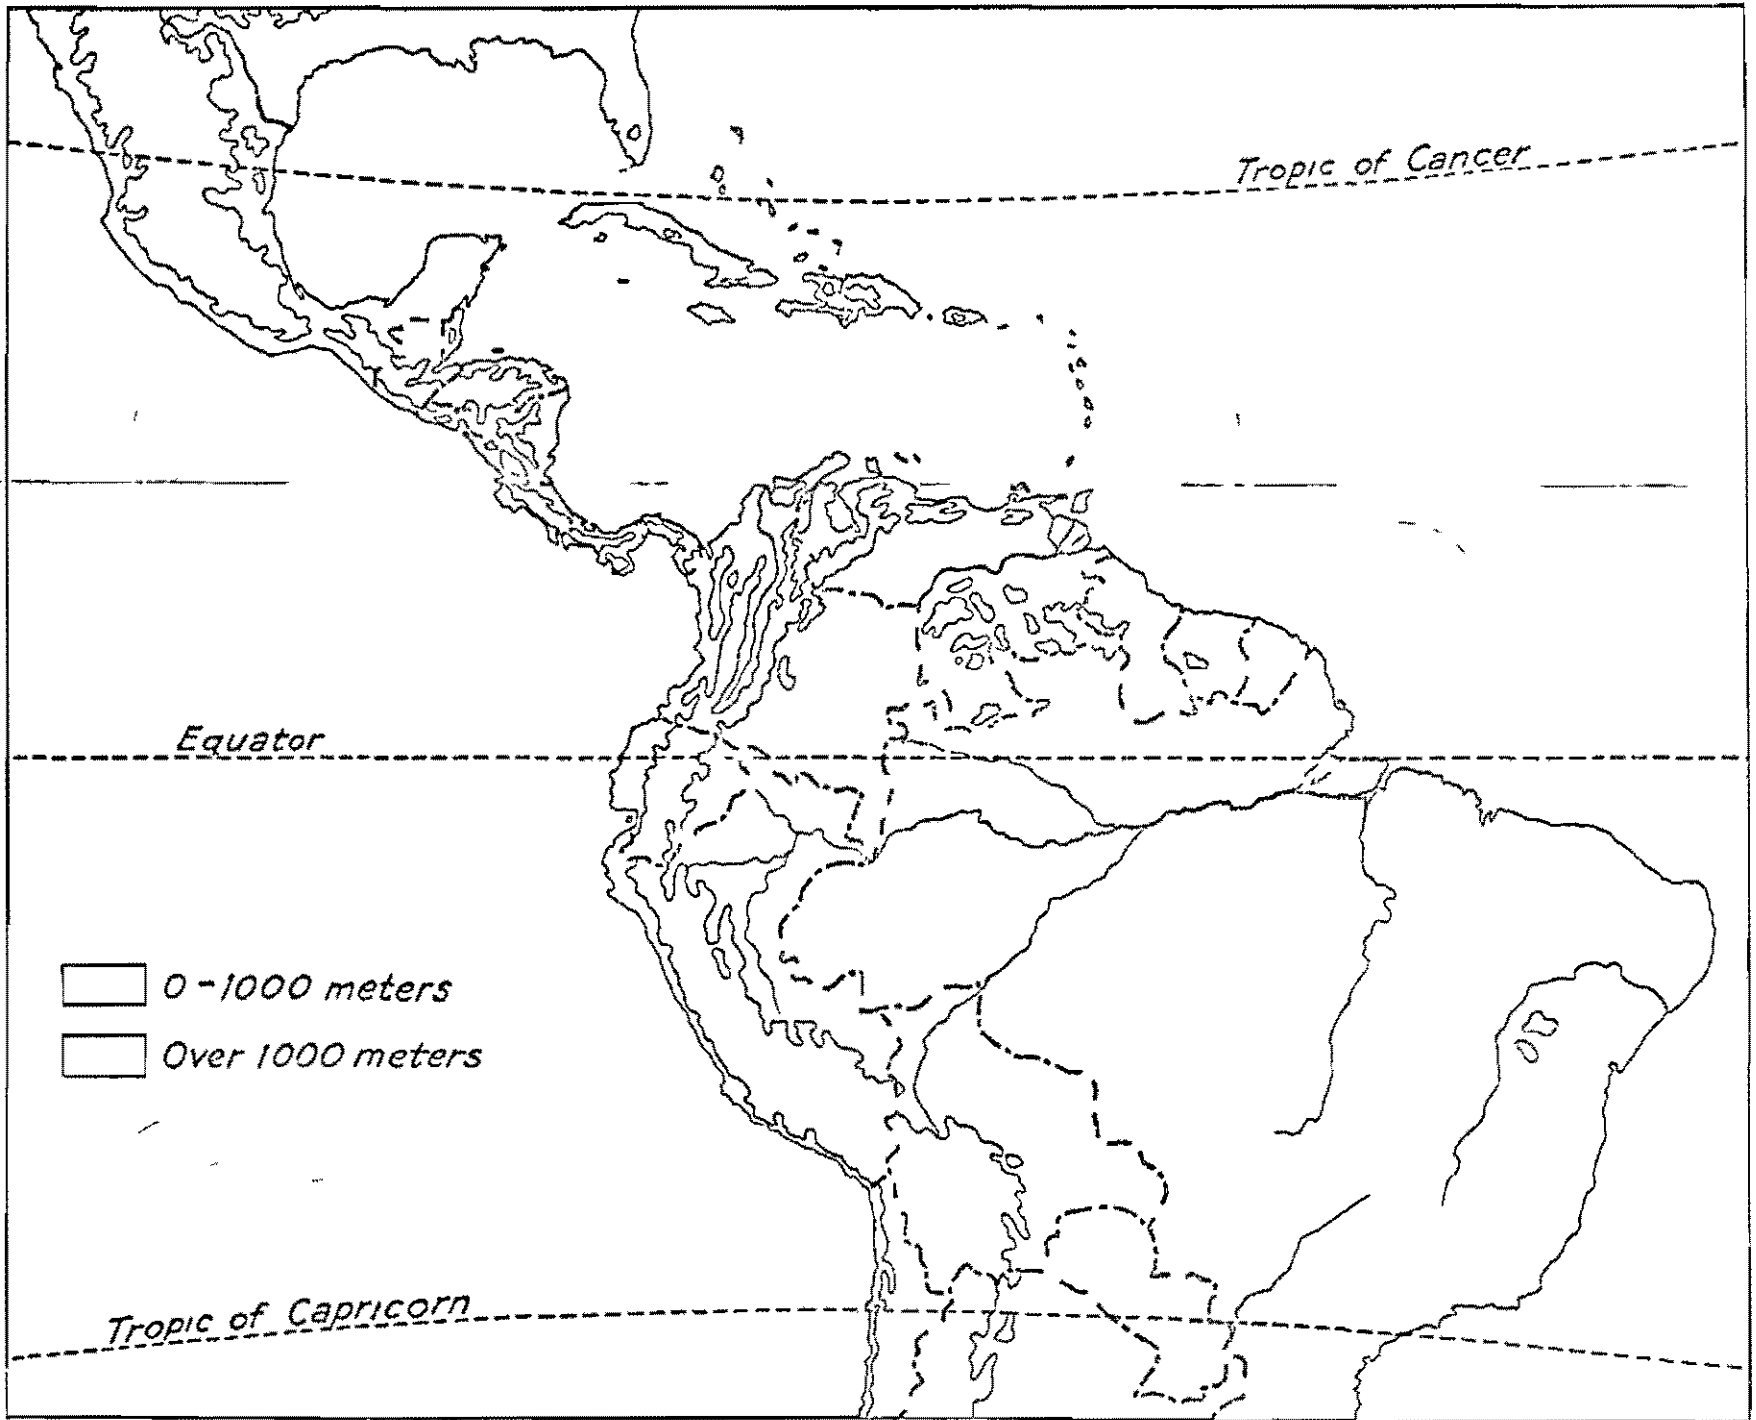 Tropic of Cancer
Equator
0-1000 meters
Over 1000 meters
Tropic of Capricorn